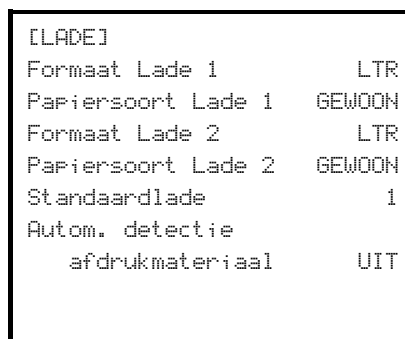 [LADE]
Formaat Lade 1 LTR
Papiersoort Lade 1 GEWOON
Formaat Lade 2 LTR
Papiersoort Lade 2 GEWOON
Standaardlade 1
Autom. detectie
afdrukmateriaal UIT